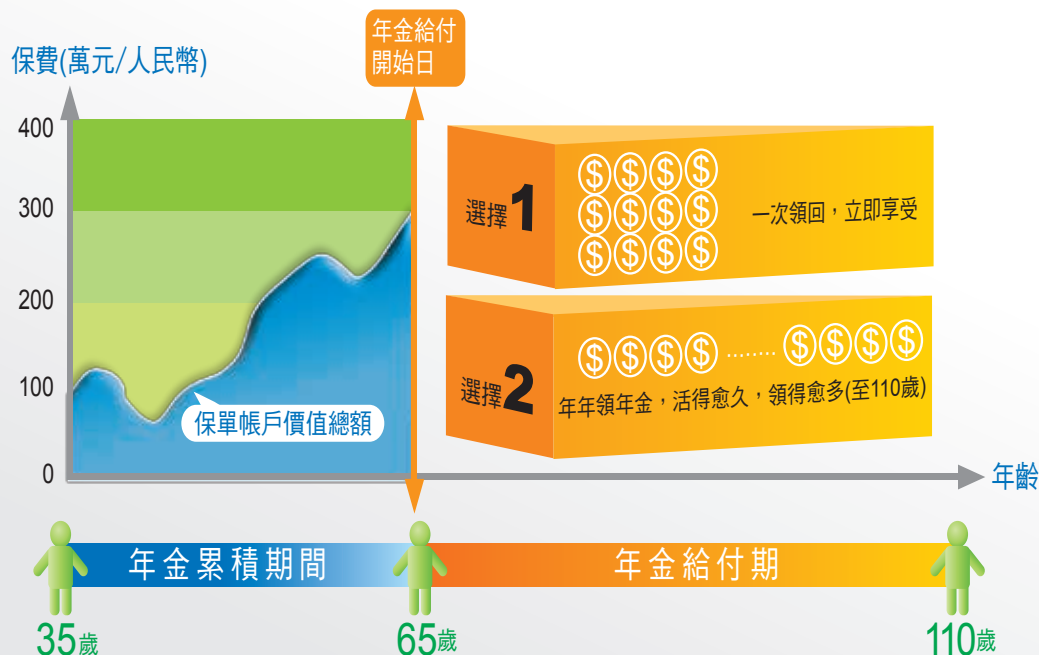 年金給付
開始日
保費(萬元/人民幣)
400
300
200
100
0
保單帳戶價值總額
選擇1
$ $ $ $
$ $ $ $
$ $ $ $
一次領回，立即享受
選擇2
$ $ $ $ ........ $ $ $ $
年年領年金，活得愈久，領得愈多(至110歲)
年齡
年金累積期間
年金給付期
35歲
65歲
110歲